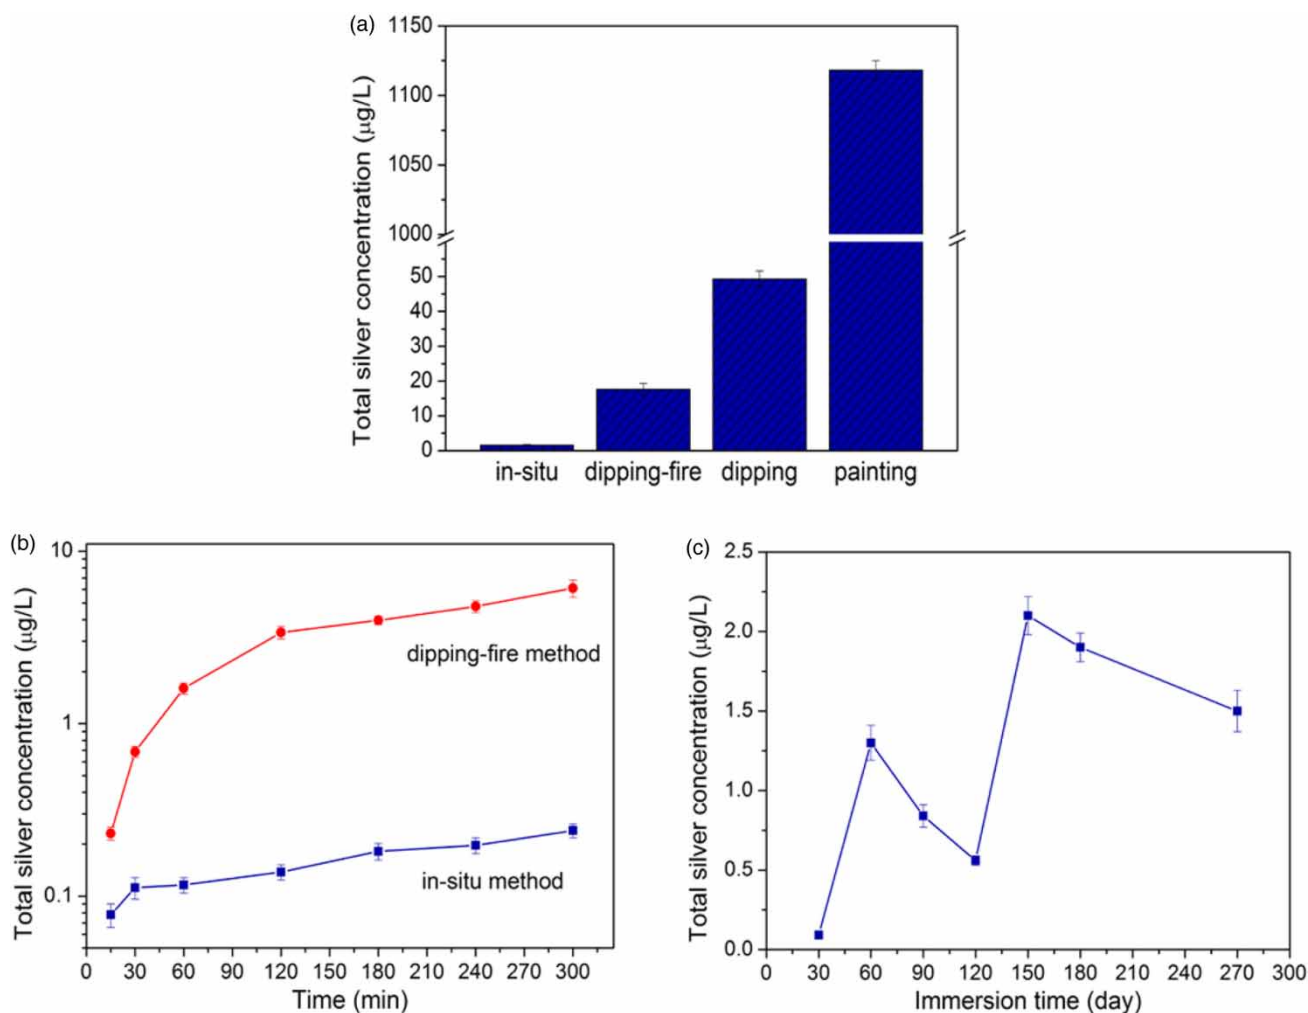 (a)
Total silver concentration (μg/L)
1150
1100
1050
1000
50
40
30
20
10
0
in-situ dipping-fire dipping painting
(b)
Total silver concentration (μg/L)
10
1
0.1
dipping-fire method
in-situ method
0 30 60 90 120 150 180 210 240 270 300
Time (min)
(c)
Total silver concentration (μg/L)
2.5
2.0
1.5
1.0
0.5
0.0
0 30 60 90 120 150 180 210 240 270 300
Immersion time (day)